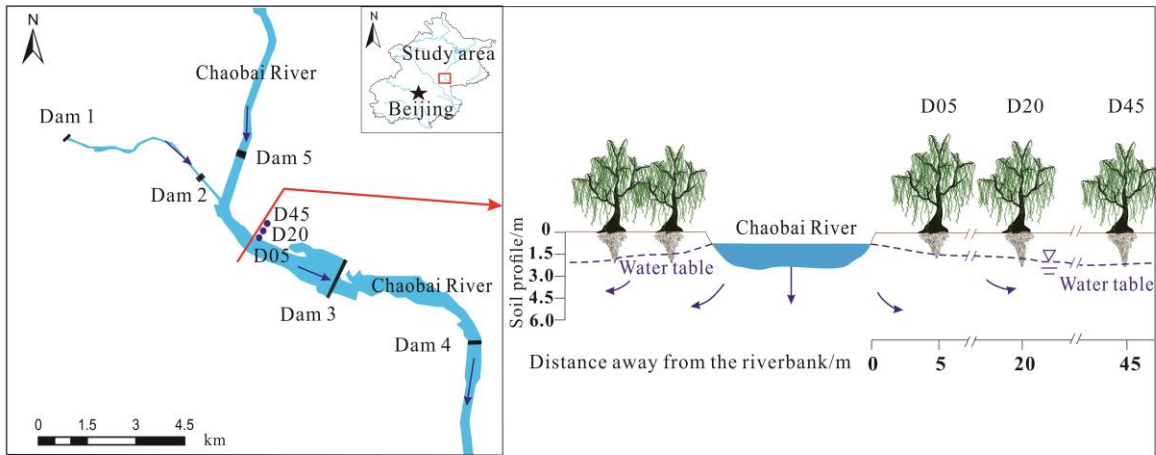 N
Chaobai River
Dam 1
Dam 5
Dam 2
D45
D20
D05
Chaobai River
Dam 3
Dam 4
0 1.5 3 4.5
km
N
Study area
Beijing
D05 D20 D45
Chaobai River
Soil profile/m
0
1.5
3.0
4.5
6.0
Water table
Water table
Distance away from the riverbank/m
0 5 20 45